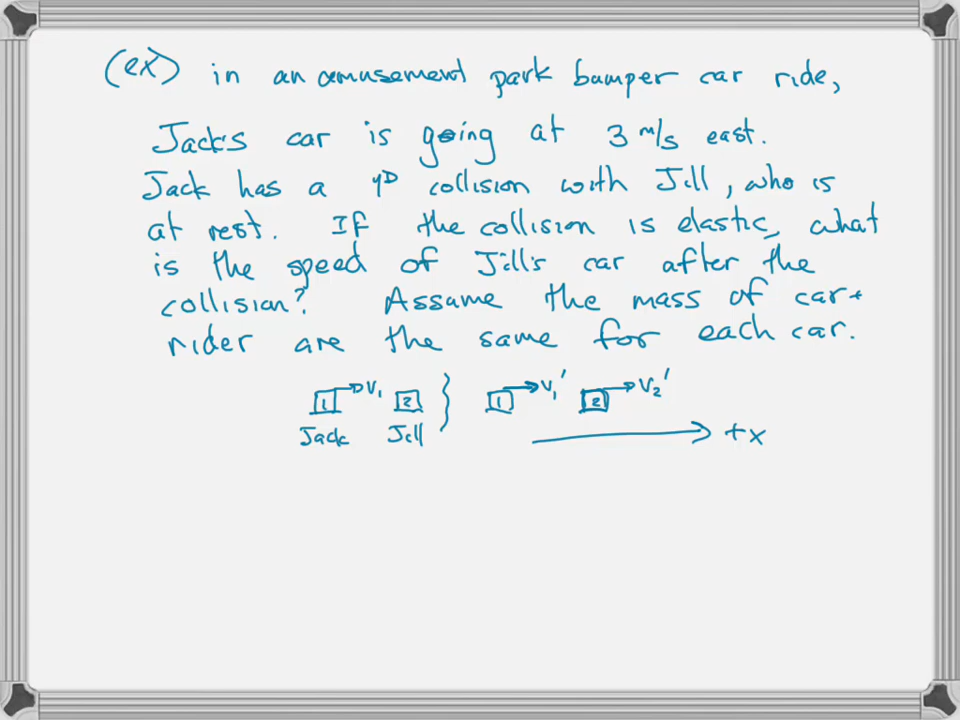 (ex) in an amusement park bumper car ride,
Jack's car is going at 3 m/s east.
Jack has a 1D collision with Jill, who is
at rest. If the collision is elastic, what
is the speed of Jill's car after the
collision? Assume the mass of car+
rider are the same for each car.
1 → V₁ 2 } 1 → V₁' 2 → V₂'
Jack Jill → +x